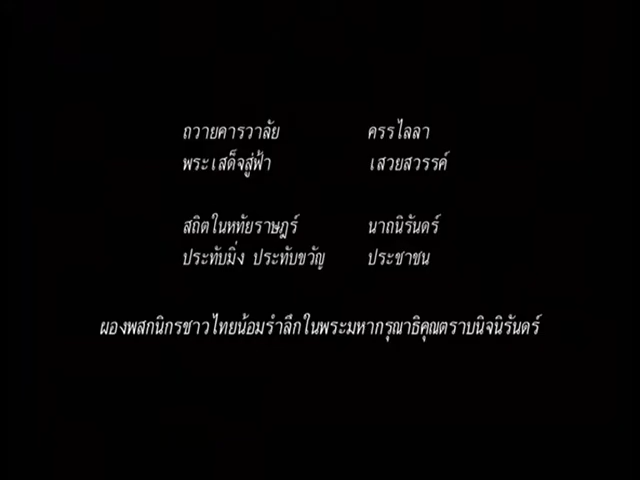 ถวายคารวาลัย ครรไลลา
พระเสด็จสู่ฟ้า เสวยสวรรค์
สถิตในหทัยราษฎร์ นาถนิรันดร์
ประทับมิ่ง ประทับขวัญ ประชาชน
ผองพสกนิกรชาวไทยน้อมรำลึกในพระมหากรุณาธิคุณตราบนิจนิรันดร์